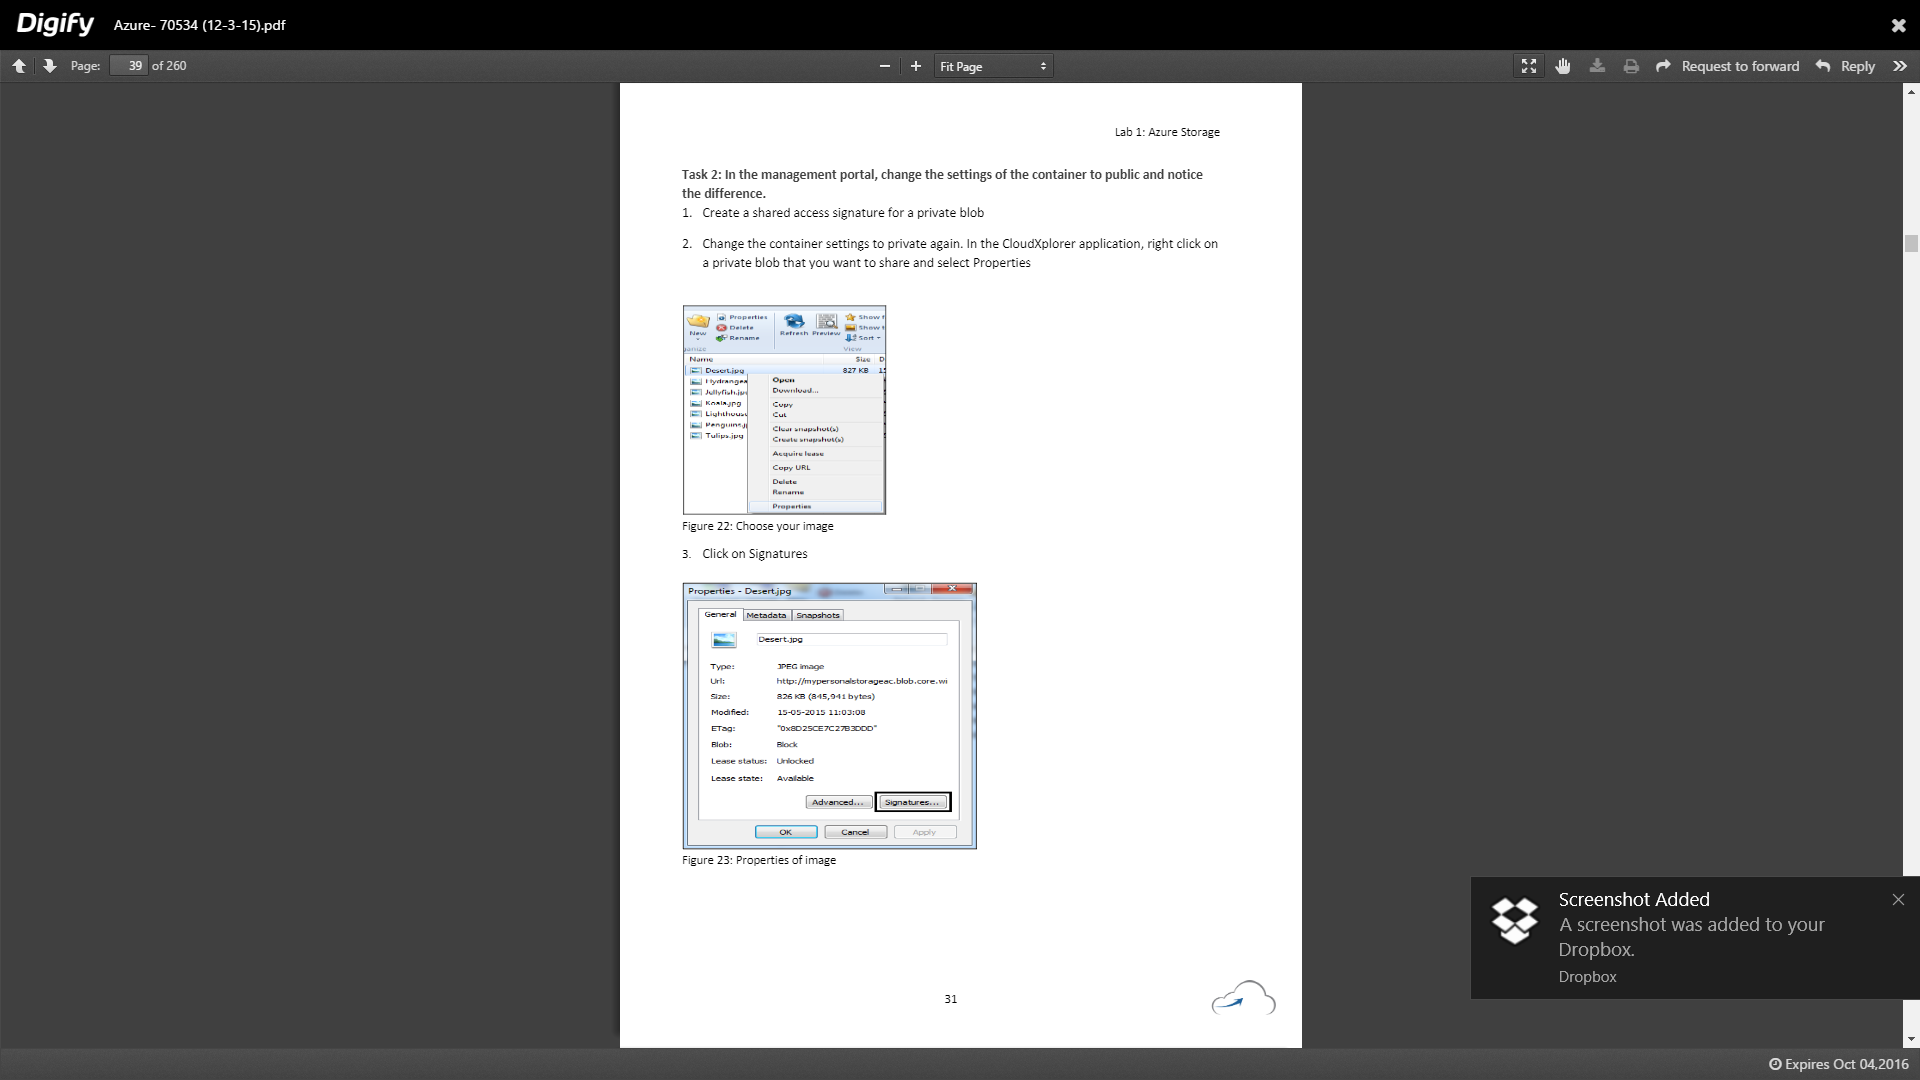 Digify Azure- 70534 (12-3-15).pdf
Page: 39 of 260 Fit Page Request to forward Reply
Lab 1: Azure Storage
Task 2: In the management portal, change the settings of the container to public and notice
the difference.
1. Create a shared access signature for a private blob
2. Change the container settings to private again. In the CloudXplorer application, right click on
a private blob that you want to share and select Properties
New
Properties
Delete
Rename
Refresh Preview
Show
Show
Sort
View
Name Size D
Desert.jpg 827 KB
Hydrangea
Jellyfish.jp
Koala.jpg
Lighthouse
Penguins.j
Tulips.jpg
Open
Download...
Copy
Cut
Clear snapshot(s)
Create snapshot(s)
Acquire lease
Copy URL
Delete
Rename
Properties
Figure 22: Choose your image
3. Click on Signatures
Properties - Desert.jpg
General Metadata Snapshots
Desert.jpg
Type: JPEG image
Url: http://mypersonalstorageac.blob.core.wi
Size: 826 KB (845,941 bytes)
Modified: 15-05-2015 11:03:08
ETag: "0x8D25CE7C27B3DDD"
Blob: Block
Lease status: Unlocked
Lease state: Available
Advanced... Signatures...
OK Cancel Apply
Figure 23: Properties of image
31
Screenshot Added
A screenshot was added to your
Dropbox.
Dropbox
Expires Oct 04,2016